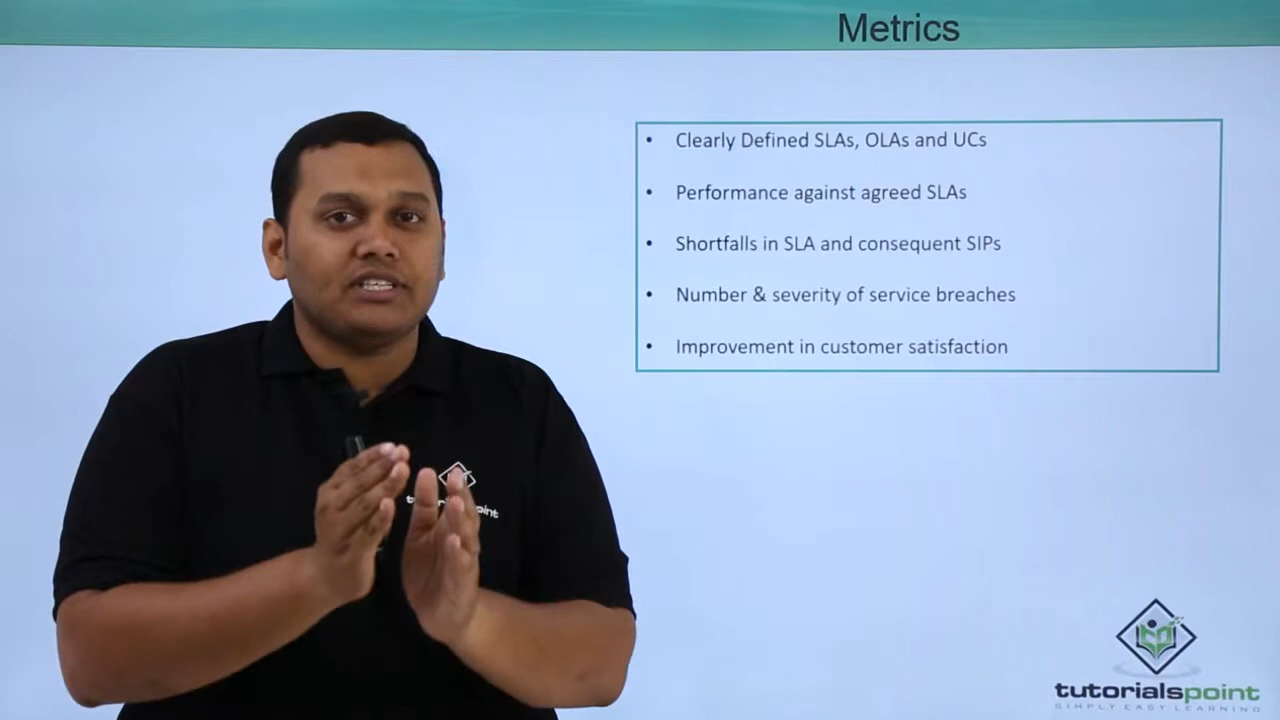 Metrics
• Clearly Defined SLAs, OLAs and UCs
• Performance against agreed SLAs
• Shortfalls in SLA and consequent SIPs
• Number & severity of service breaches
• Improvement in customer satisfaction
tutorialspoint
SIMPLY EASY LEARNING